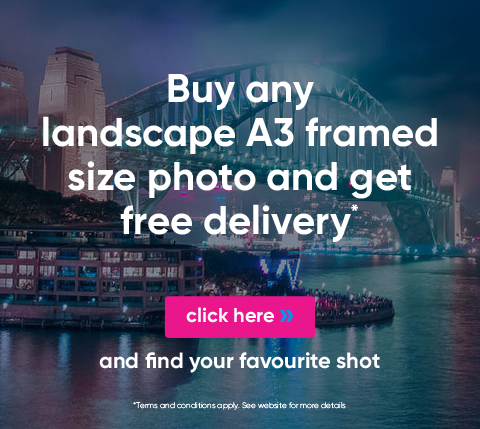 Buy any
landscape A3 framed
size photo and get
free delivery*
click here »
and find your favourite shot
*Terms and conditions apply. See website for more details